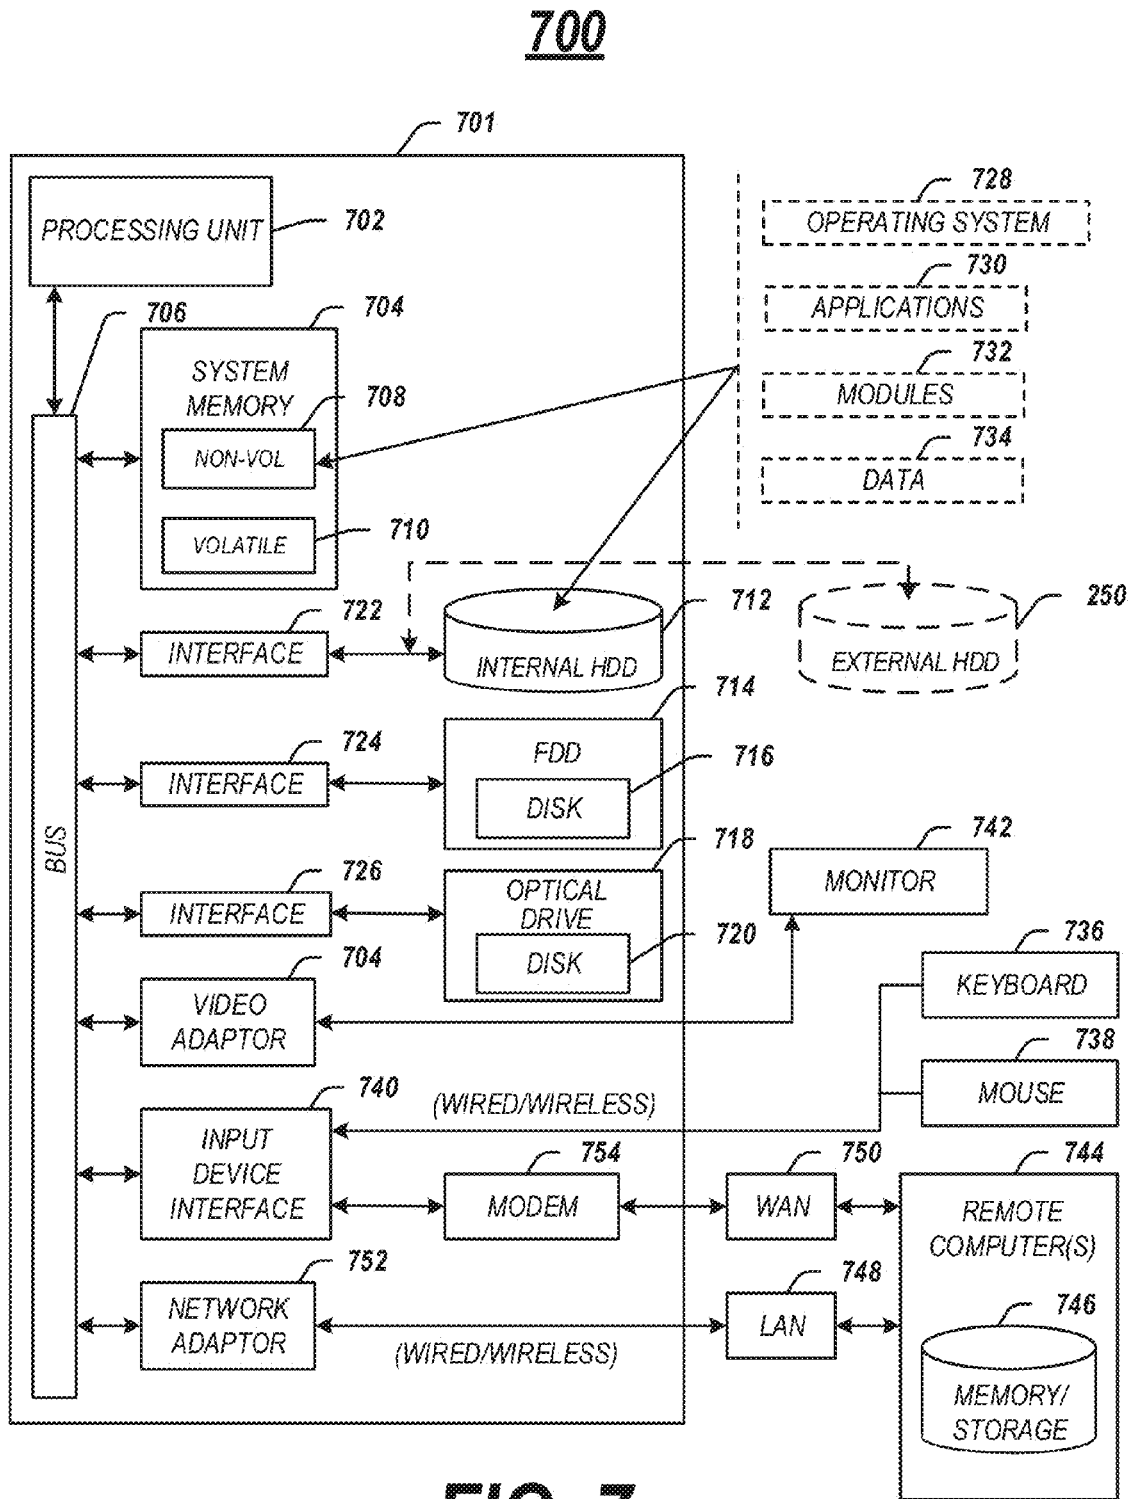 700
701
PROCESSING UNIT
702
728
OPERATING SYSTEM
730
APPLICATIONS
732
MODULES
734
DATA
706
704
SYSTEM
MEMORY
708
NON-VOL
710
VOLATILE
722
INTERFACE
712
INTERNAL HDD
250
EXTERNAL HDD
714
724
INTERFACE
FDD
716
DISK
BUS
718
742
MONITOR
726
INTERFACE
OPTICAL
DRIVE
720
DISK
704
VIDEO
ADAPTOR
736
KEYBOARD
738
MOUSE
740
(WIRED/WIRELESS)
INPUT
DEVICE
INTERFACE
754
MODEM
750
WAN
744
REMOTE
COMPUTER(S)
752
NETWORK
ADAPTOR
(WIRED/WIRELESS)
748
LAN
746
MEMORY/
STORAGE
FIG. 7